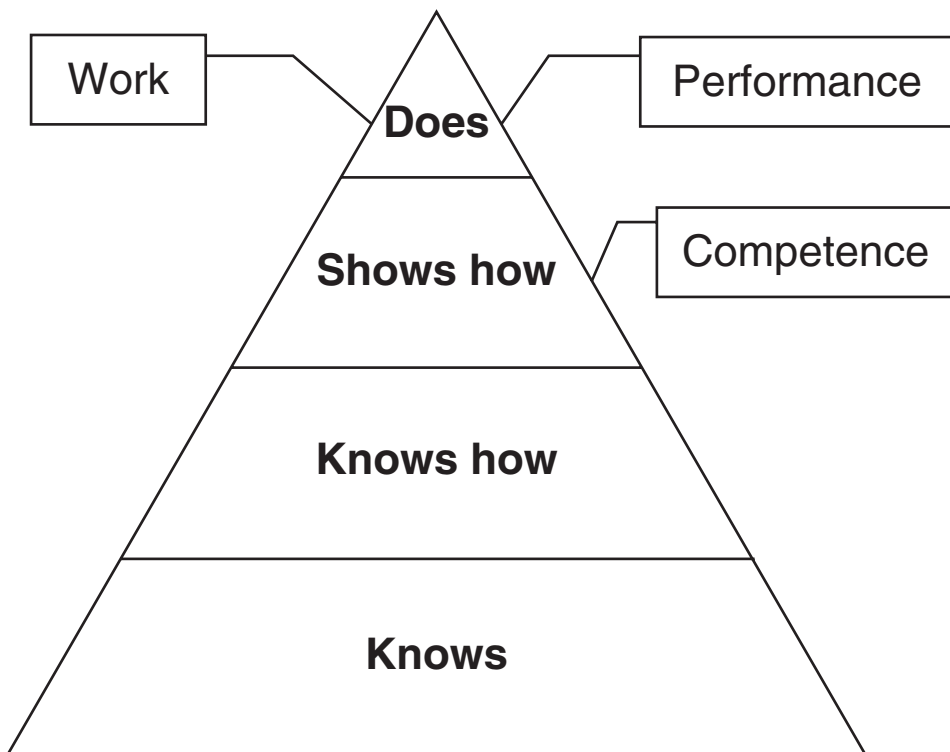 Work
Performance
Does
Competence
Shows how
Knows how
Knows